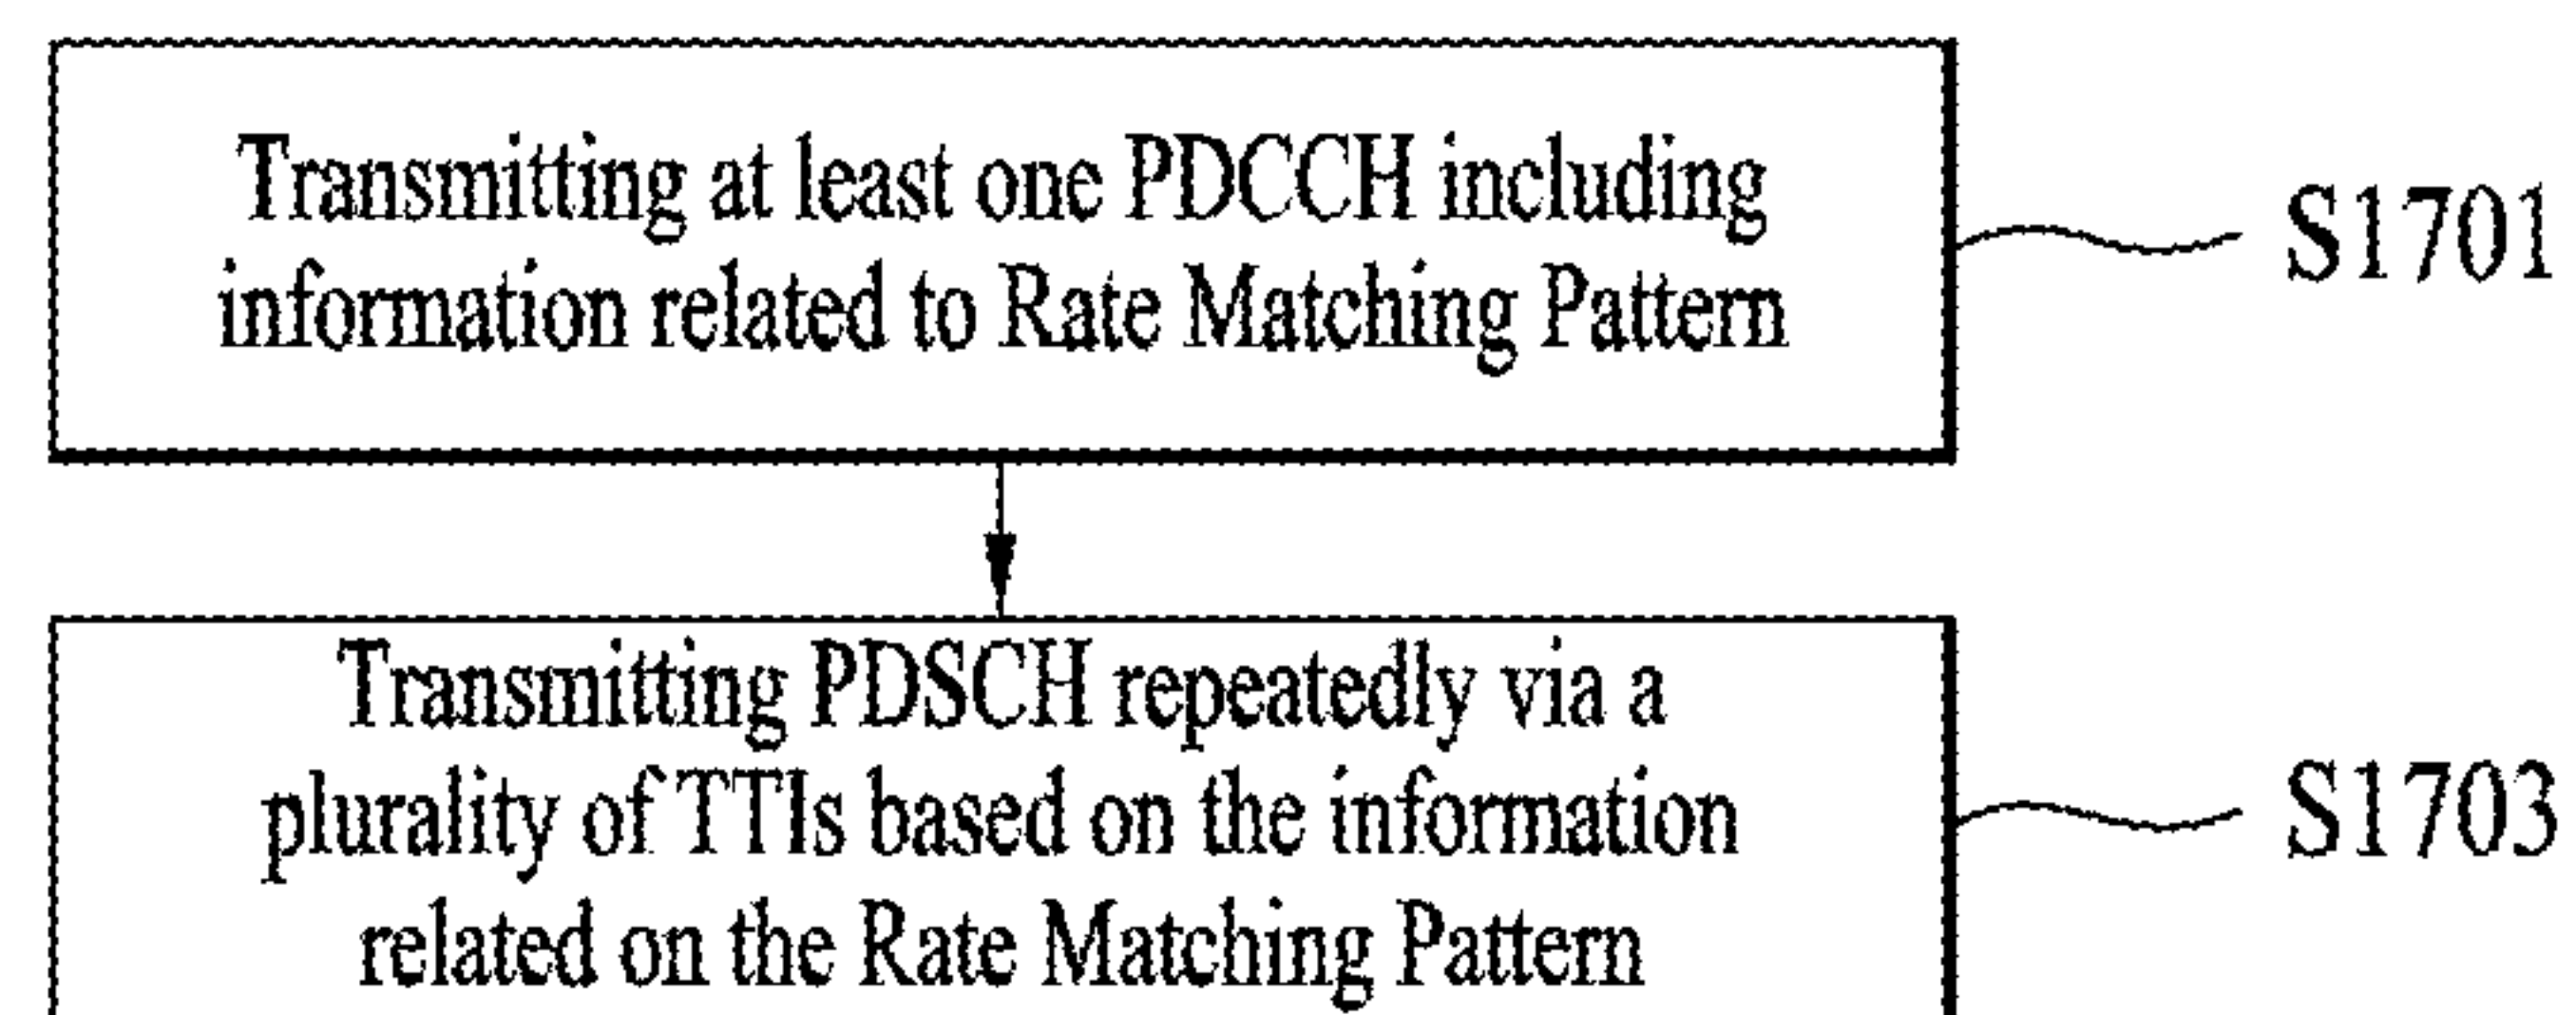 Transmitting at least one PDCCH including
information related to Rate Matching Pattern
S1701
Transmitting PDSCH repeatedly via a
plurality of TTIs based on the information
related on the Rate Matching Pattern
S1703